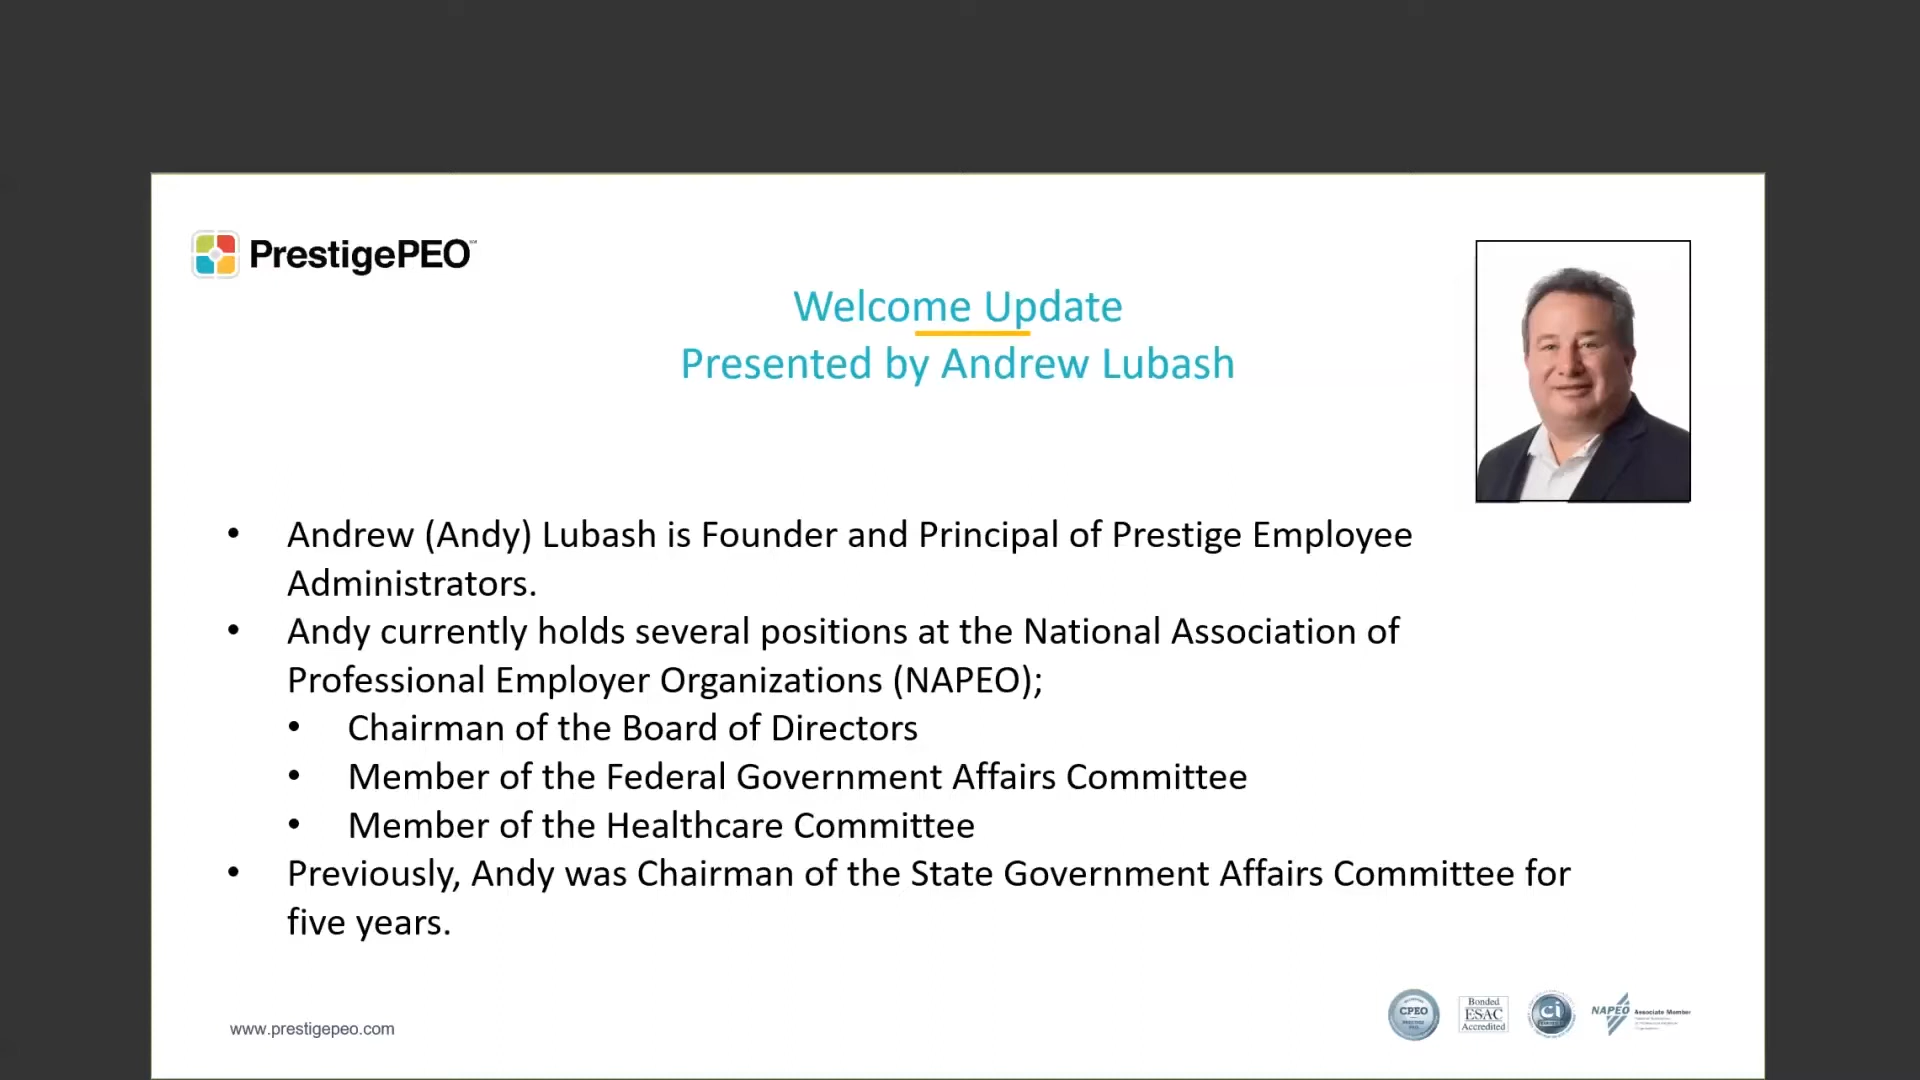 PrestigePEO
Welcome Update
Presented by Andrew Lubash
• Andrew (Andy) Lubash is Founder and Principal of Prestige Employee
Administrators.
• Andy currently holds several positions at the National Association of
Professional Employer Organizations (NAPEO);
• Chairman of the Board of Directors
• Member of the Federal Government Affairs Committee
• Member of the Healthcare Committee
• Previously, Andy was Chairman of the State Government Affairs Committee for
five years.
www.prestigepeo.com
CPEO
Bonded
ESAC
Accredited
ci
NAPEO Associate Member